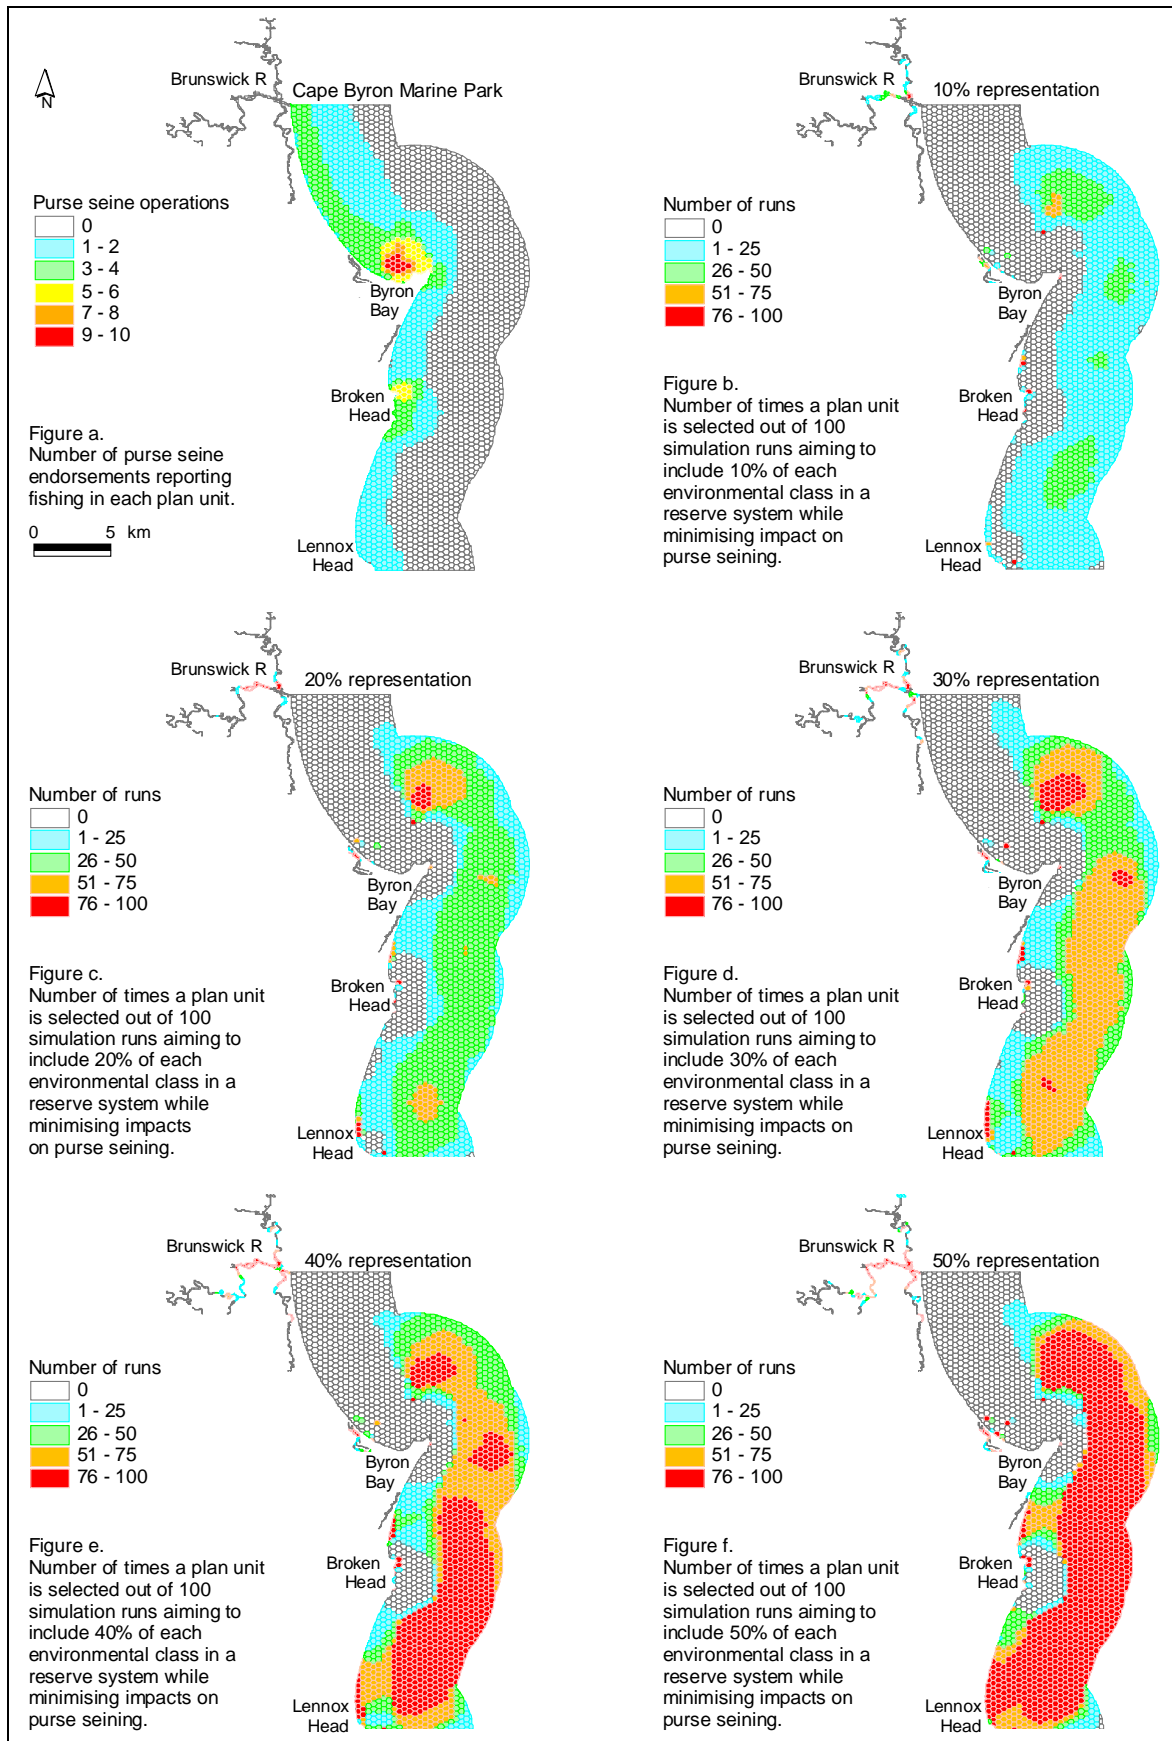 Brunswick R
Cape Byron Marine Park
N
Purse seine operations
0
1 - 2
3 - 4
5 - 6
7 - 8
9 - 10
Byron
Bay
Broken
Head
Figure a.
Number of purse seine
endorsements reporting
fishing in each plan unit.
0 5 km
Lennox
Head
Brunswick R
10% representation
Number of runs
0
1 - 25
26 - 50
51 - 75
76 - 100
Byron
Bay
Figure b.
Number of times a plan unit
is selected out of 100
simulation runs aiming to
include 10% of each
environmental class in a
reserve system while
minimising impact on
purse seining.
Broken
Head
Lennox
Head
Brunswick R
20% representation
Number of runs
0
1 - 25
26 - 50
51 - 75
76 - 100
Byron
Bay
Figure c.
Number of times a plan unit
is selected out of 100
simulation runs aiming to
include 20% of each
environmental class in a
reserve system while
minimising impacts
on purse seining.
Broken
Head
Lennox
Head
Brunswick R
30% representation
Number of runs
0
1 - 25
26 - 50
51 - 75
76 - 100
Byron
Bay
Figure d.
Number of times a plan unit
is selected out of 100
simulation runs aiming to
include 30% of each
environmental class in a
reserve system while
minimising impacts on
purse seining.
Broken
Head
Lennox
Head
Brunswick R
40% representation
Number of runs
0
1 - 25
26 - 50
51 - 75
76 - 100
Byron
Bay
Figure e.
Number of times a plan unit
is selected out of 100
simulation runs aiming to
include 40% of each
environmental class in a
reserve system while
minimising impacts on
purse seining.
Broken
Head
Lennox
Head
Brunswick R
50% representation
Number of runs
0
1 - 25
26 - 50
51 - 75
76 - 100
Byron
Bay
Figure f.
Number of times a plan unit
is selected out of 100
simulation runs aiming to
include 50% of each
environmental class in a
reserve system while
minimising impacts on
purse seining.
Broken
Head
Lennox
Head